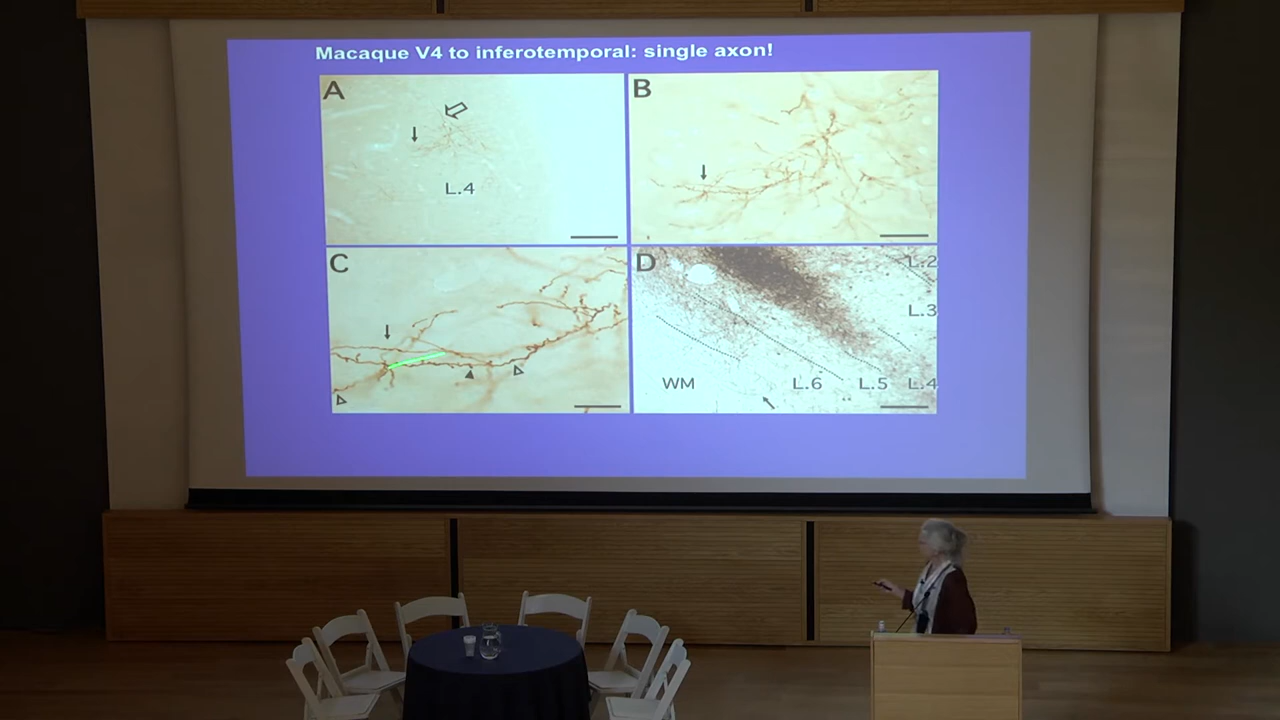 Macaque V4 to inferotemporal: single axon!
A
L.4
B
C
D
L.2
L.3
WM
L.6
L.5
L.4